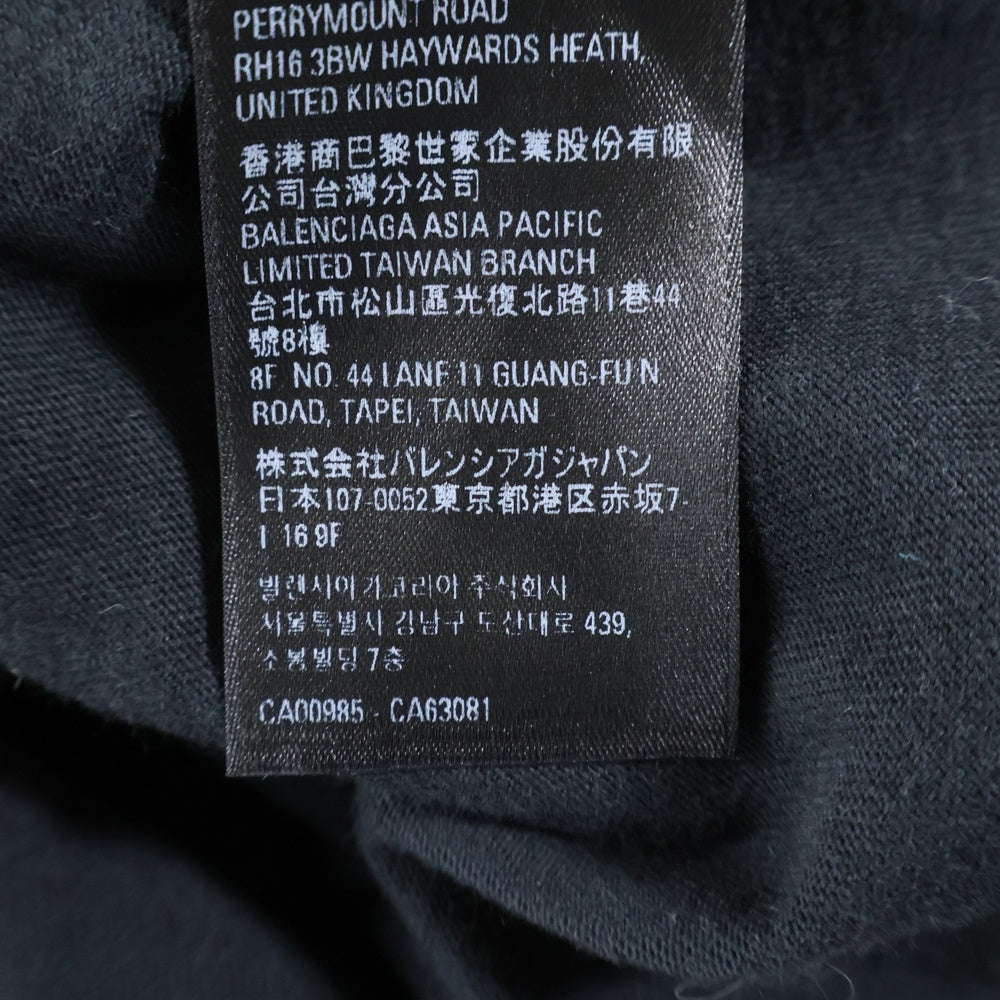 PERRYMOUNT ROAD
RH16 3BW HAYWARDS HEATH,
UNITED KINGDOM
香港商巴黎世家企業股份有限
公司台灣分公司
BALENCIAGA ASIA PACIFIC
LIMITED TAIWAN BRANCH
台北市松山區光復北路11巷44
號8樓
8F NO. 44 LANE 11 GUANG-FU N
ROAD, TAPEI, TAIWAN
株式会社バレンシアガジャパン
日本107-0052東京都港区赤坂7-
1 16 9F
발렌시아가코리아 주식회사
서울특별시 강남구 도산대로 439,
소봉빌딩 7층
CA00985 - CA63081